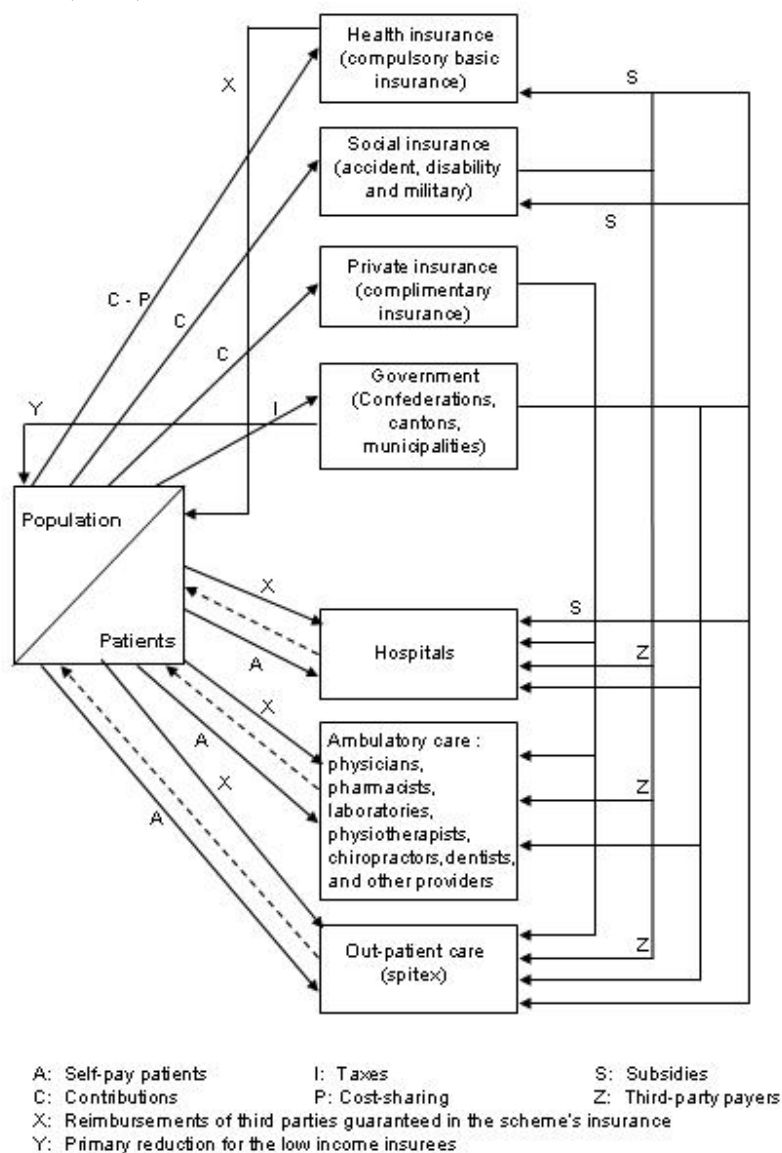 Health insurance
(compulsory basic
insurance)
X
S
Social insurance
(accident, disability
and military)
S
Private insurance
(complimentary
insurance)
C - P
C
C
Government
(Confederations,
cantons,
municipalities)
Y
I
Population
Patients
X
A
Hospitals
S
Z
X
A
X
A
Ambulatory care :
physicians,
pharmacists,
laboratories,
physiotherapists,
chiropractors, dentists,
and other providers
Z
Out-patient care
(spitex)
Z
A: Self-pay patients I: Taxes S: Subsidies
C: Contributions P: Cost-sharing Z: Third-party payers
X: Reimbursements of third parties guaranteed in the scheme's insurance
Y: Primary reduction for the low income insurees